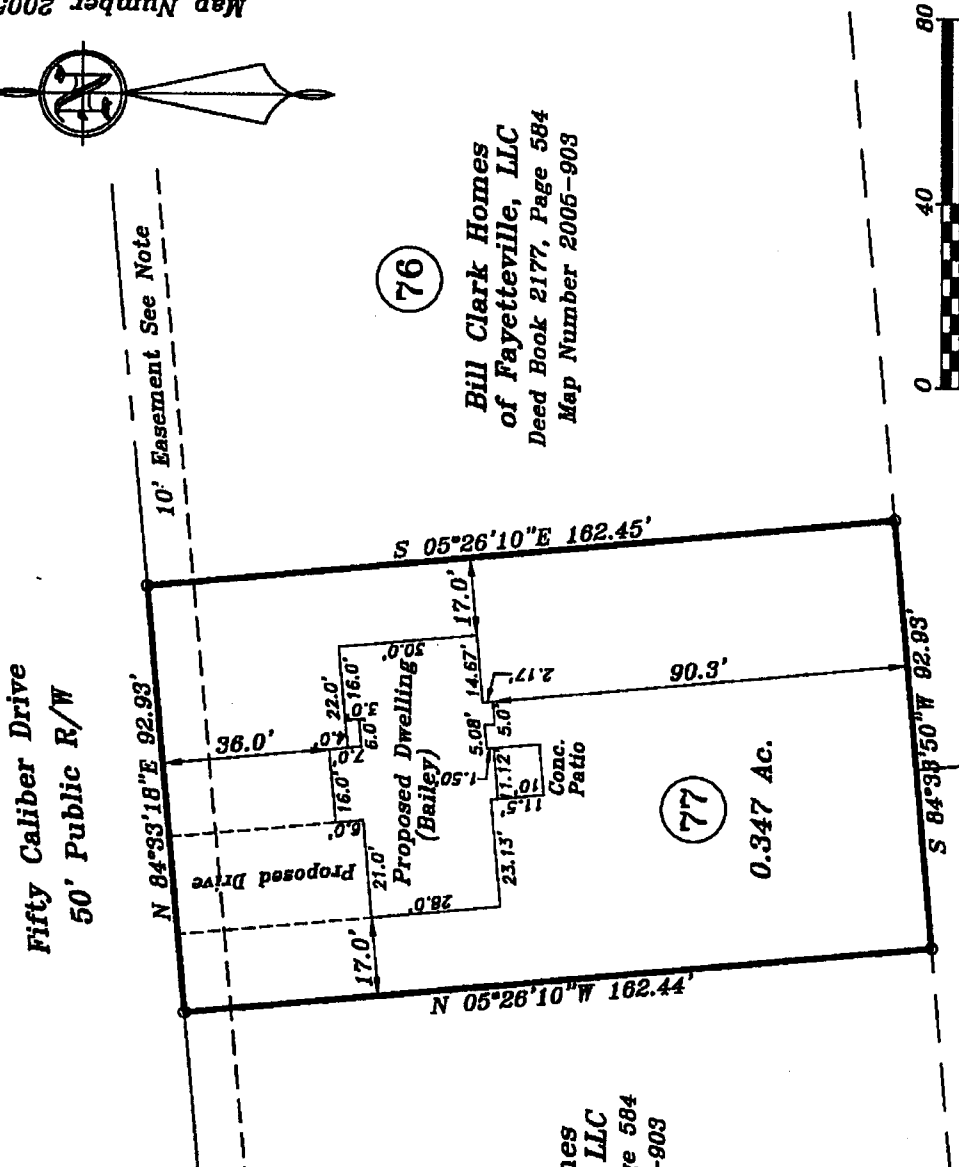 Map Number 2005
N
Fifty Caliber Drive
50' Public R/W
10' Easement See Note
N 84°33'18"E 92.93'
S 05°26'10"E 162.45'
S 84°33'50"W 92.93'
N 05°26'10"W 162.44'
76
Bill Clark Homes
of Fayetteville, LLC
Deed Book 2177, Page 584
Map Number 2005-903
Proposed Drive
36.0'
17.0'
17.0'
22.0'
16.0'
3.0'
6.0'
4.0'
7.0'
16.0'
6.0'
21.0'
30.0'
28.0'
Proposed Dwelling
(Bailey)
14.67'
2.17'
5.0'
5.08'
1.50'
11.12
10'
11.5'
23.13'
Conc.
Patio
90.3'
77
0.347 Ac.
0
40
80
mes
LLC
e 584
-903